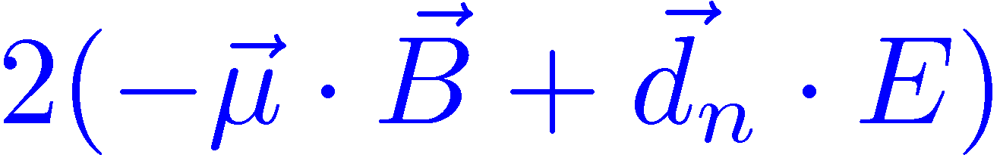 2(−μ⃗ · B⃗ + d⃗ₙ · E)